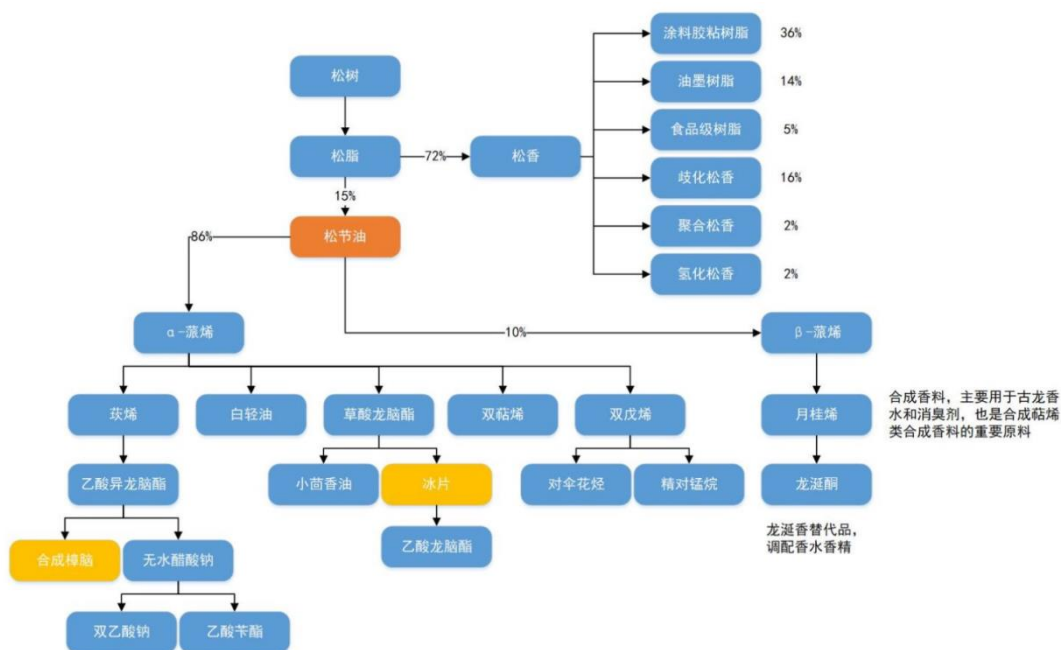 松树
松脂
72%
松香
15%
松节油
涂料胶粘树脂
36%
油墨树脂
14%
食品级树脂
5%
歧化松香
16%
聚合松香
2%
氢化松香
2%
86%
10%
α-蒎烯
β-蒎烯
莰烯
白轻油
草酸龙脑酯
双萜烯
双戊烯
月桂烯
合成香料，主要用于古龙香
水和消臭剂，也是合成萜烯
类合成香料的重要原料
乙酸异龙脑酯
小茴香油
冰片
对伞花烃
精对锰烷
龙涎酮
合成樟脑
无水醋酸钠
乙酸龙脑酯
龙涎香替代品，
调配香水香精
双乙酸钠
乙酸苄酯